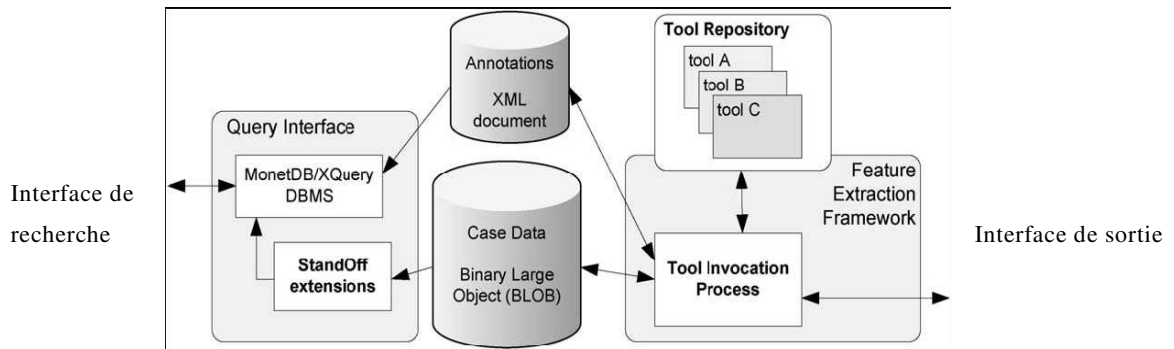 Interface de
recherche
Query Interface
MonetDB/XQuery
DBMS
StandOff
extensions
Annotations
XML
document
Case Data
Binary Large
Object (BLOB)
Tool Repository
tool A
tool B
tool C
Feature
Extraction
Framework
Tool Invocation
Process
Interface de sortie